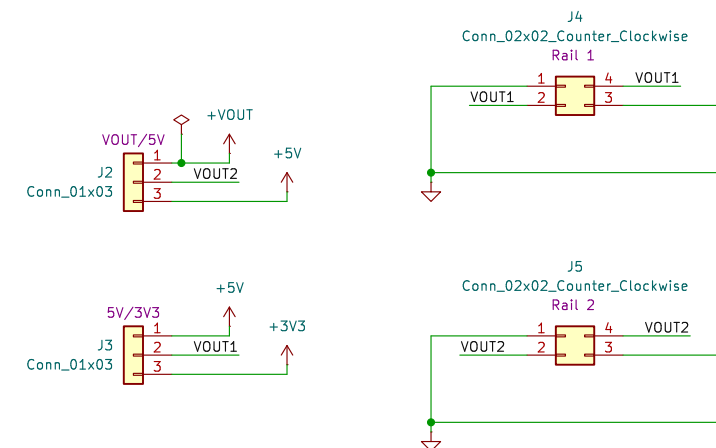 J4
Conn_02x02_Counter_Clockwise
Rail 1
1
4
VOUT1
VOUT1
2
3
+VOUT
VOUT/5V
1
+5V
J2
2
VOUT2
Conn_01x03
3
J5
Conn_02x02_Counter_Clockwise
Rail 2
1
4
VOUT2
VOUT2
2
3
+5V
5V/3V3
1
+3V3
J3
2
VOUT1
Conn_01x03
3